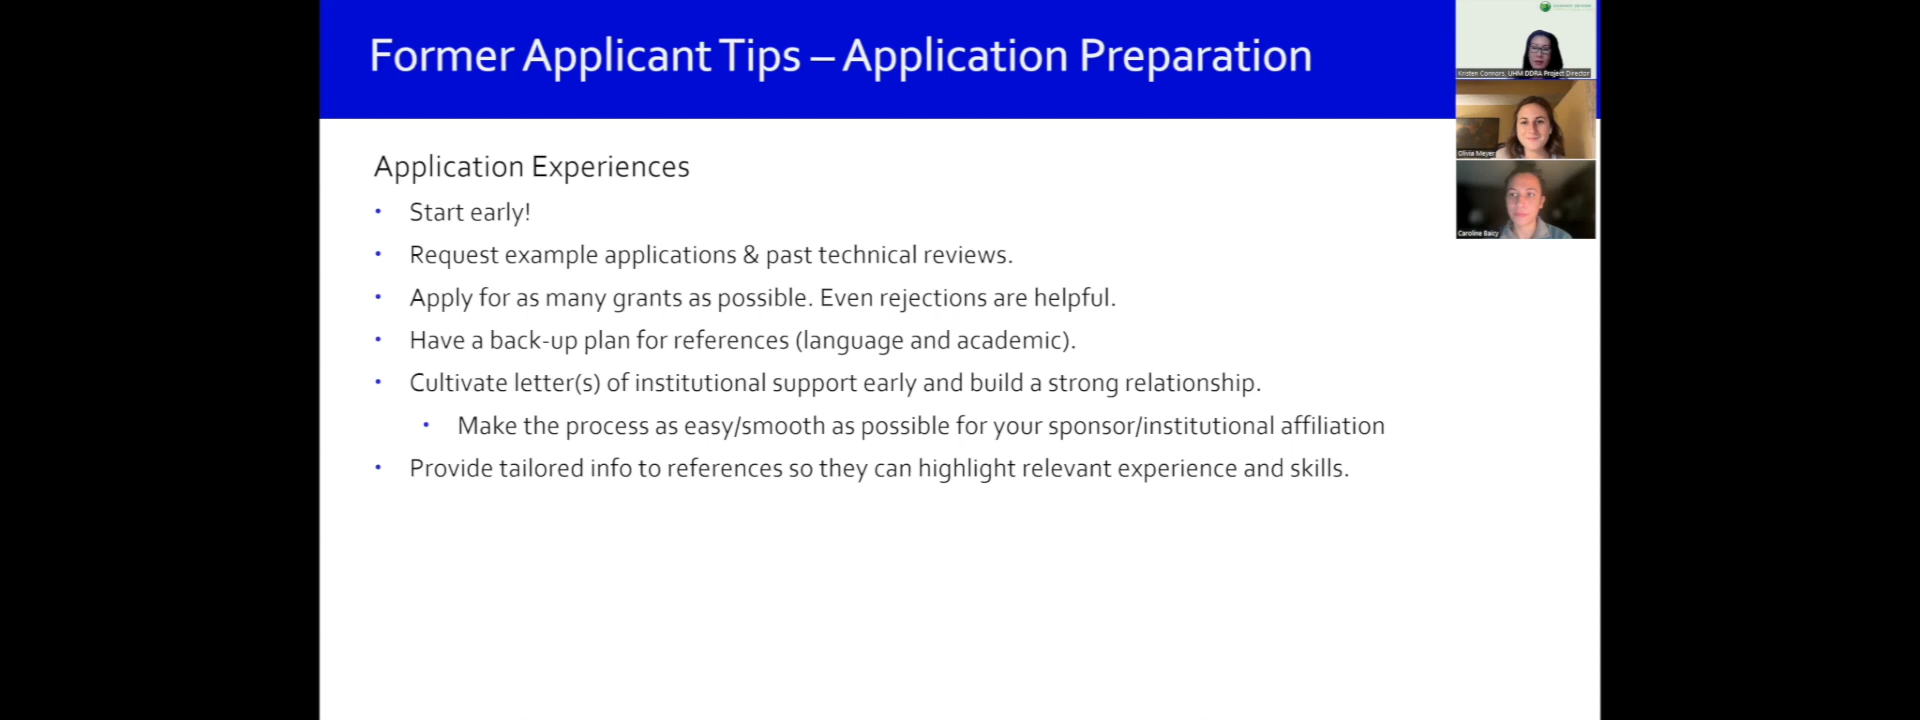 Former Applicant Tips – Application Preparation
Kristen Connors, UHM DDRA Project Director
Olivia Meyer
Caroline Baicy
Application Experiences
• Start early!
• Request example applications & past technical reviews.
• Apply for as many grants as possible. Even rejections are helpful.
• Have a back-up plan for references (language and academic).
• Cultivate letter(s) of institutional support early and build a strong relationship.
• Make the process as easy/smooth as possible for your sponsor/institutional affiliation
• Provide tailored info to references so they can highlight relevant experience and skills.